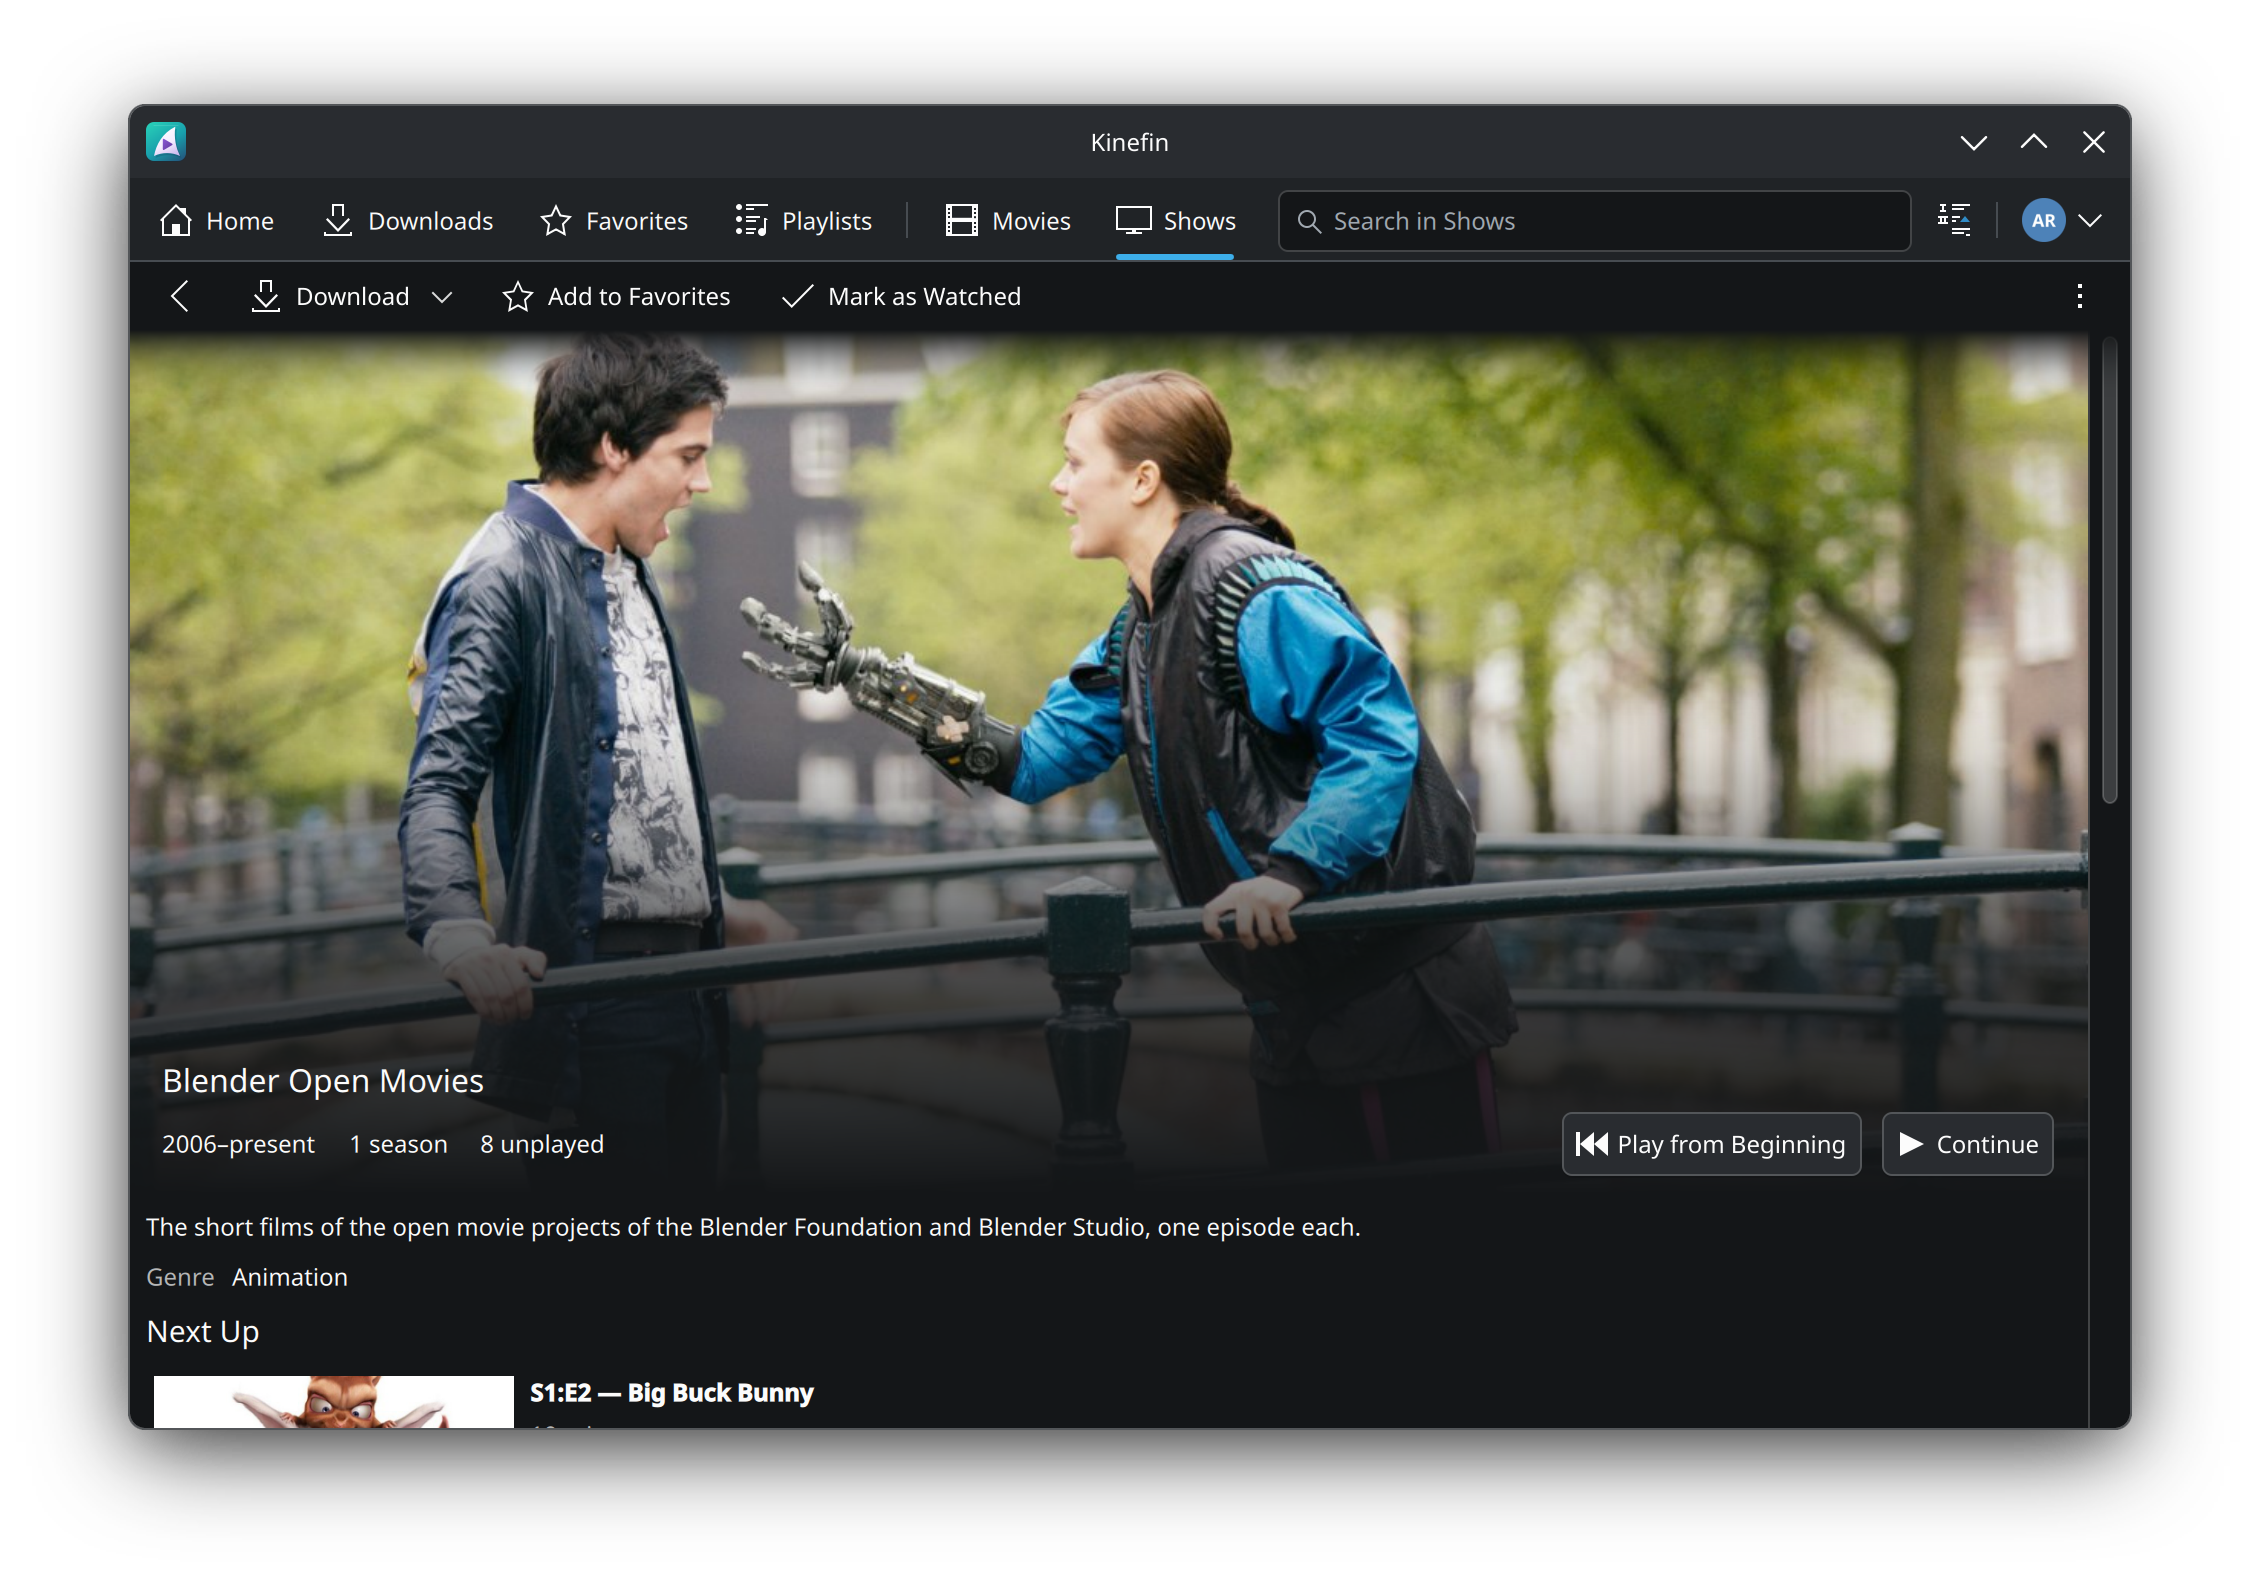 Kinefin
Home Downloads Favorites Playlists Movies Shows Search in Shows AR
Download Add to Favorites Mark as Watched
Blender Open Movies
2006–present 1 season 8 unplayed
Play from Beginning Continue
The short films of the open movie projects of the Blender Foundation and Blender Studio, one episode each.
Genre Animation
Next Up
S1:E2 — Big Buck Bunny